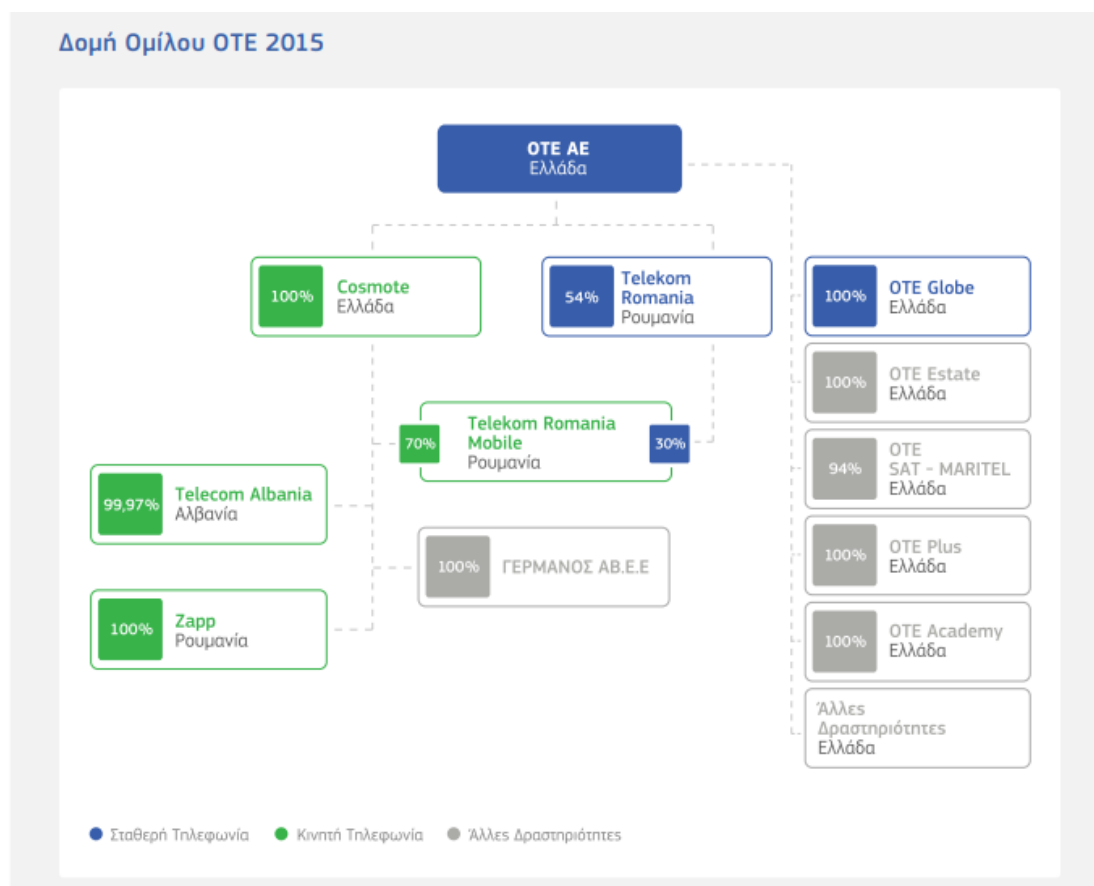 Δομή Ομίλου ΟΤΕ 2015
ΟΤΕ ΑΕ
Ελλάδα
100%
Cosmote
Ελλάδα
54%
Telekom
Romania
Ρουμανία
100%
OTE Globe
Ελλάδα
100%
OTE Estate
Ελλάδα
70%
Telekom Romania
Mobile
Ρουμανία
30%
94%
OTE
SAT - MARITEL
Ελλάδα
99,97%
Telecom Albania
Αλβανία
100%
ΓΕΡΜΑΝΟΣ ΑΒ.Ε.Ε
100%
OTE Plus
Ελλάδα
100%
Zapp
Ρουμανία
100%
OTE Academy
Ελλάδα
Άλλες
Δραστηριότητες
Ελλάδα
Σταθερή Τηλεφωνία
Κινητή Τηλεφωνία
Άλλες Δραστηριότητες